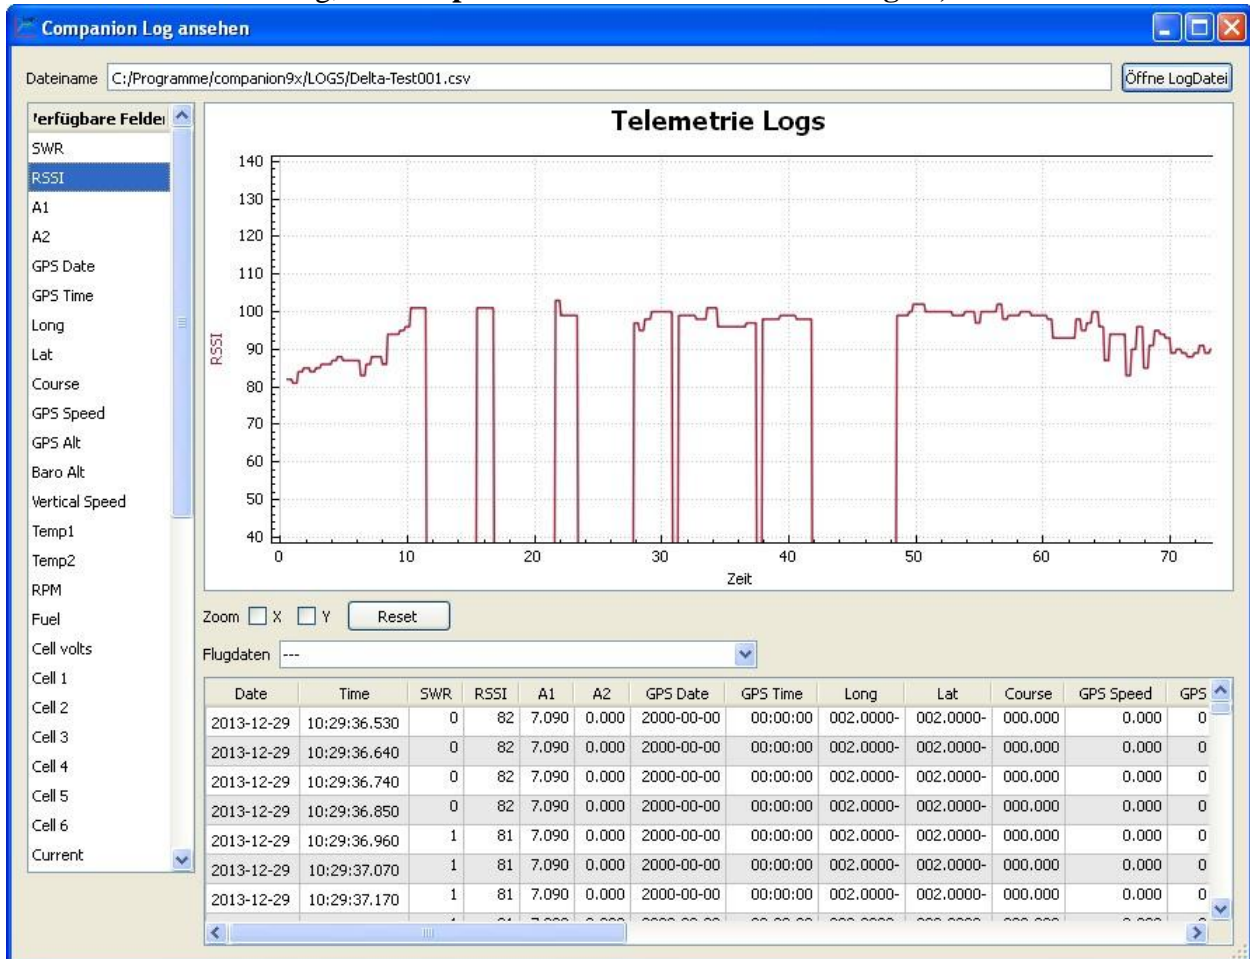 Companion Log ansehen
Dateiname C:/Programme/companion9x/LOGS/Delta-Test001.csv Öffne LogDatei
erfügbare Felder
SWR
RSSI
A1
A2
GPS Date
GPS Time
Long
Lat
Course
GPS Speed
GPS Alt
Baro Alt
Vertical Speed
Temp1
Temp2
RPM
Fuel
Cell volts
Cell 1
Cell 2
Cell 3
Cell 4
Cell 5
Cell 6
Current
Telemetrie Logs
140
130
120
110
100
90
80
70
60
50
40
RSSI
0 10 20 30 40 50 60 70
Zeit
Zoom X Y Reset
Flugdaten ---
Date Time SWR RSSI A1 A2 GPS Date GPS Time Long Lat Course GPS Speed GPS
2013-12-29 10:29:36.530 0 82 7.090 0.000 2000-00-00 00:00:00 002.0000- 002.0000- 000.000 0.000 0
2013-12-29 10:29:36.640 0 82 7.090 0.000 2000-00-00 00:00:00 002.0000- 002.0000- 000.000 0.000 0
2013-12-29 10:29:36.740 0 82 7.090 0.000 2000-00-00 00:00:00 002.0000- 002.0000- 000.000 0.000 0
2013-12-29 10:29:36.850 0 82 7.090 0.000 2000-00-00 00:00:00 002.0000- 002.0000- 000.000 0.000 0
2013-12-29 10:29:36.960 1 81 7.090 0.000 2000-00-00 00:00:00 002.0000- 002.0000- 000.000 0.000 0
2013-12-29 10:29:37.070 1 81 7.090 0.000 2000-00-00 00:00:00 002.0000- 002.0000- 000.000 0.000 0
2013-12-29 10:29:37.170 1 81 7.090 0.000 2000-00-00 00:00:00 002.0000- 002.0000- 000.000 0.000 0